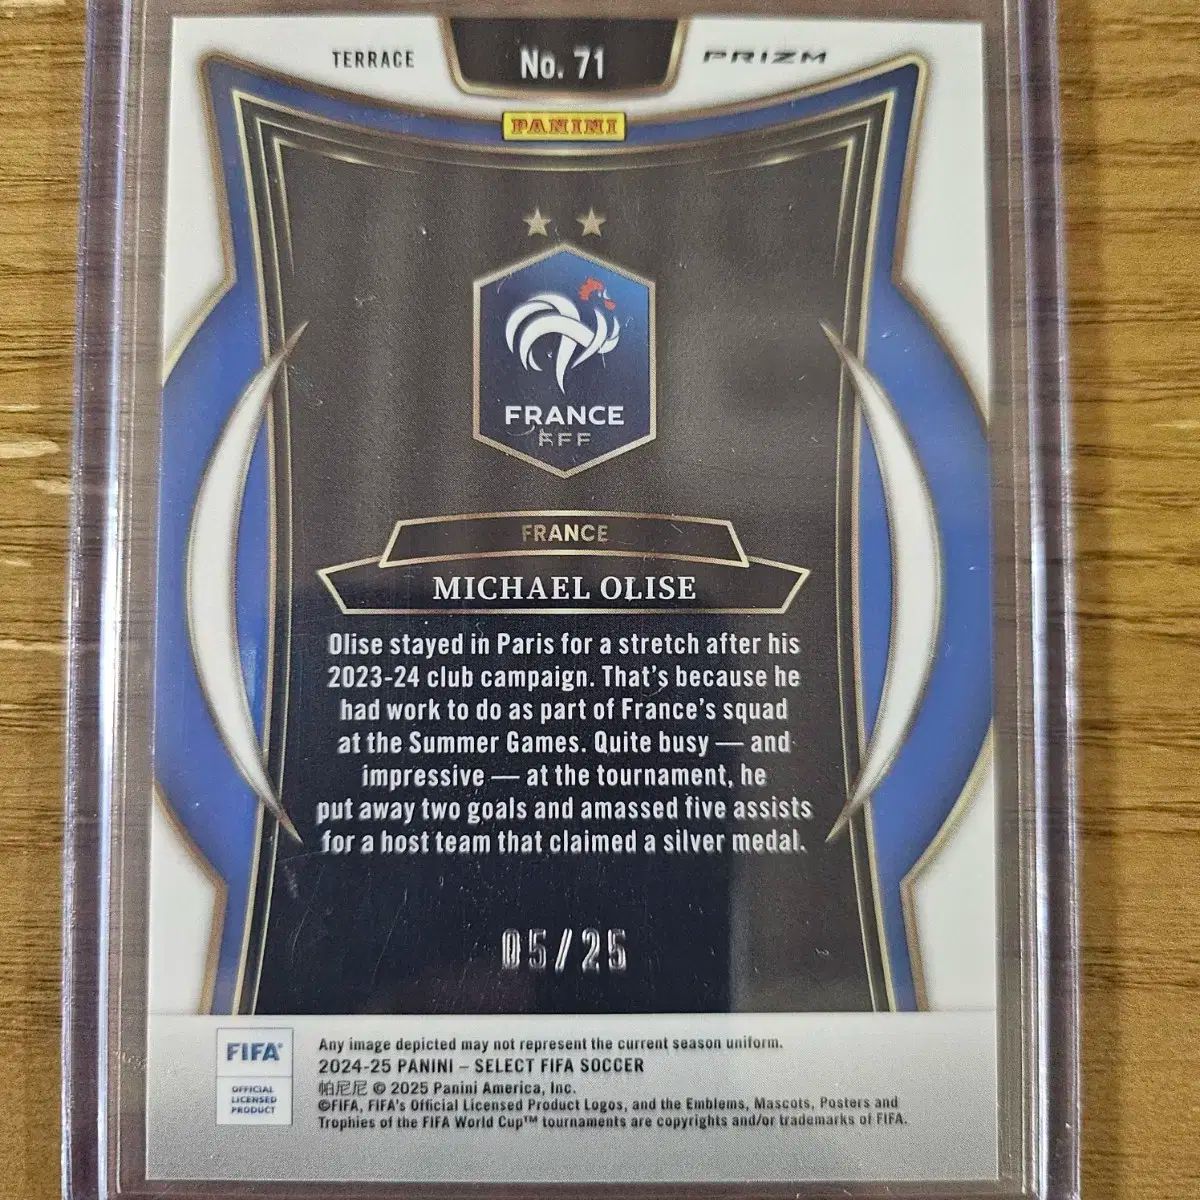 TERRACE
No. 71
PRIZM
PANINI
FRANCE
FFF
FRANCE
MICHAEL OLISE
Olise stayed in Paris for a stretch after his
2023-24 club campaign. That's because he
had work to do as part of France's squad
at the Summer Games. Quite busy — and
impressive — at the tournament, he
put away two goals and amassed five assists
for a host team that claimed a silver medal.
05/25
FIFA®
OFFICIAL
LICENSED
PRODUCT
Any image depicted may not represent the current season uniform.
2024-25 PANINI – SELECT FIFA SOCCER
帕尼尼 © 2025 Panini America, Inc.
©FIFA, FIFA's Official Licensed Product Logos, and the Emblems, Mascots, Posters and
Trophies of the FIFA World Cup™ tournaments are copyrights and/or trademarks of FIFA.